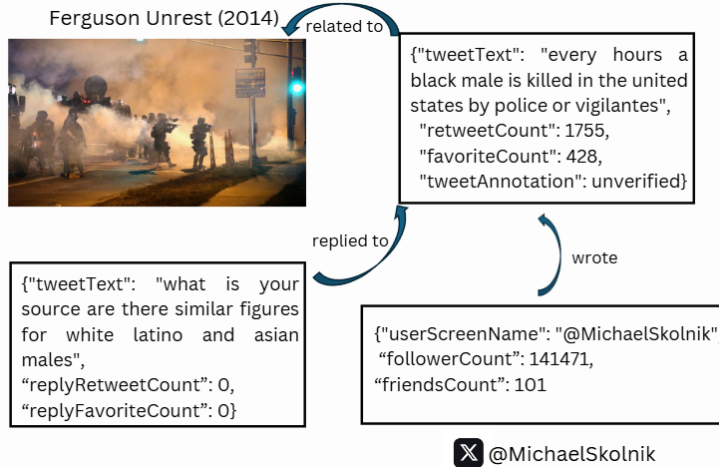 Ferguson Unrest (2014)
related to
{"tweetText": "every hours a
black male is killed in the united
states by police or vigilantes",
"retweetCount": 1755,
"favoriteCount": 428,
"tweetAnnotation": unverified}
replied to
wrote
{"tweetText": "what is your
source are there similar figures
for white latino and asian
males",
“replyRetweetCount”: 0,
“replyFavoriteCount”: 0}
{"userScreenName": "@MichaelSkolnik",
“followerCount”: 141471,
“friendsCount”: 101
@MichaelSkolnik